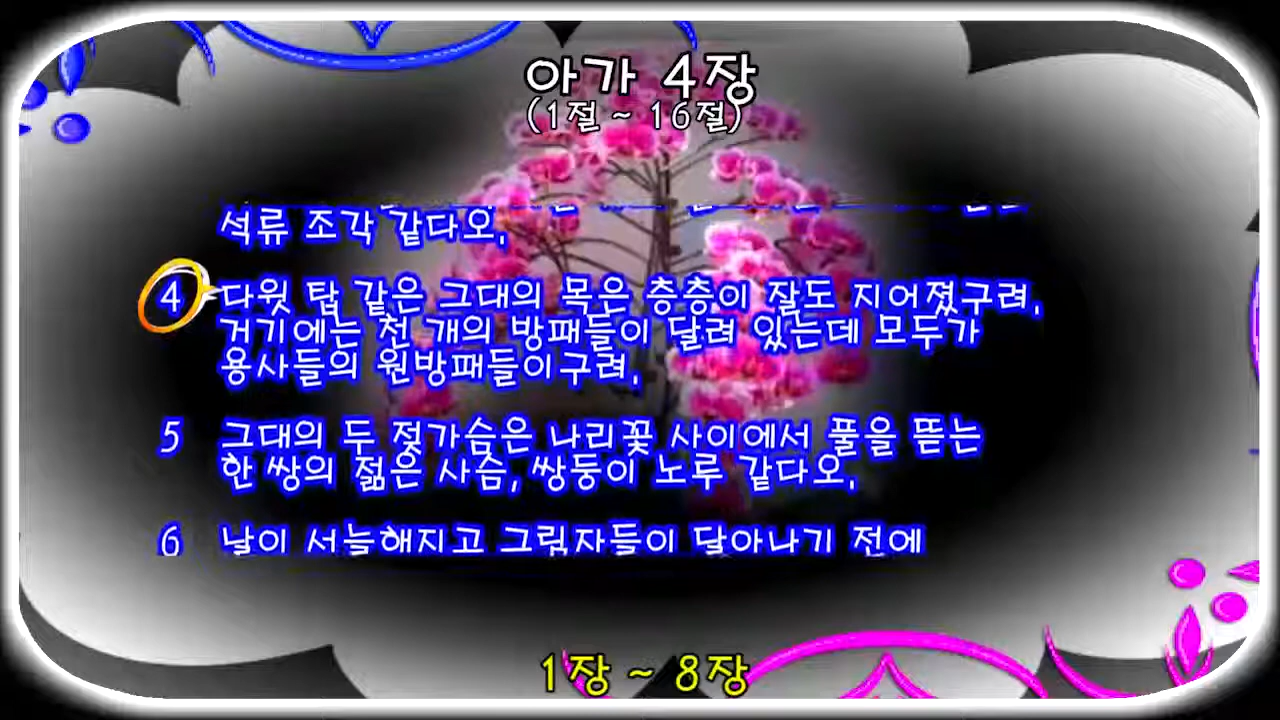 아가 4장
(1절 ~ 16절)
석류 조각 같다오.
4 다윗 탑 같은 그대의 목은 층층이 잘도 지어졌구려.
거기에는 천 개의 방패들이 달려 있는데 모두가
용사들의 원방패들이구려.
5 그대의 두 젖가슴은 나리꽃 사이에서 풀을 뜯는
한 쌍의 젊은 사슴, 쌍둥이 노루 같다오.
6 날이 서늘해지고 그림자들이 달아나기 전에
1장 ~ 8장